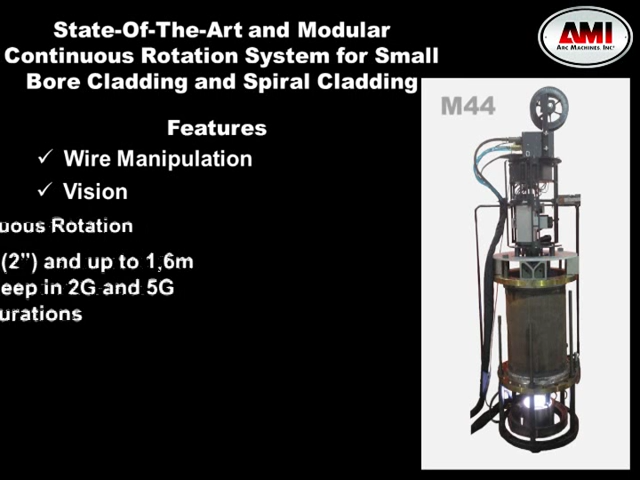 State-Of-The-Art and Modular
Continuous Rotation System for Small
Bore Cladding and Spiral Cladding
AMI
ARC MACHINES, INC.
M44
Features
✓ Wire Manipulation
✓ Vision
uous Rotation
(2") and up to 1,6m
eep in 2G and 5G
urations